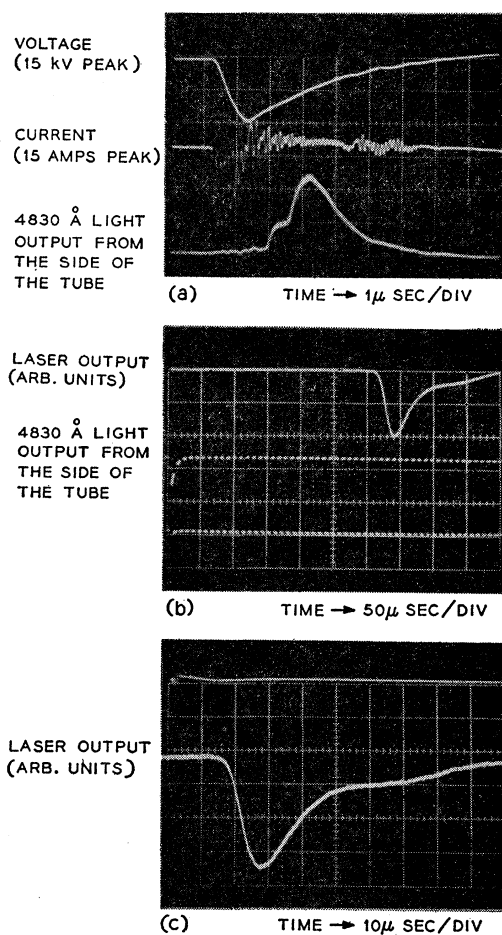 VOLTAGE
(15 kV PEAK)
CURRENT
(15 AMPS PEAK)
4830 Å LIGHT
OUTPUT FROM
THE SIDE OF
THE TUBE
(a) TIME → 1μ SEC/DIV
LASER OUTPUT
(ARB. UNITS)
4830 Å LIGHT
OUTPUT FROM
THE SIDE OF
THE TUBE
(b) TIME → 50μ SEC/DIV
LASER OUTPUT
(ARB. UNITS)
(c) TIME → 10μ SEC/DIV